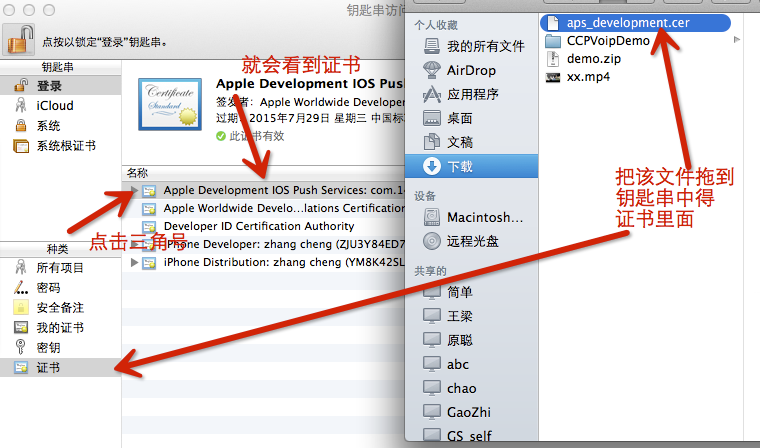 钥匙串访问
点按以锁定“登录”钥匙串。
钥匙串
登录
iCloud
系统
系统根证书
种类
所有项目
密码
安全备注
我的证书
密钥
证书
就会看到证书
Certificate
Standard
Apple Development IOS Push
签发者: Apple Worldwide Developer
过期: 2015年7月29日 星期三 中国标
此证书有效
名称
Apple Development IOS Push Services: com.1
Apple Worldwide Develo...lations Certification
Developer ID Certification Authority
iPhone Developer: zhang cheng (ZJU3Y84ED7
iPhone Distribution: zhang cheng (YM8K42SL
点击三角号
个人收藏
我的所有文件
AirDrop
应用程序
桌面
文稿
下载
设备
Macintosh...
远程光盘
共享的
简单
王梁
原聪
abc
chao
GaoZhi
GS_self
aps_development.cer
CCPVoipDemo
demo.zip
xx.mp4
把该文件拖到
钥匙串中得
证书里面